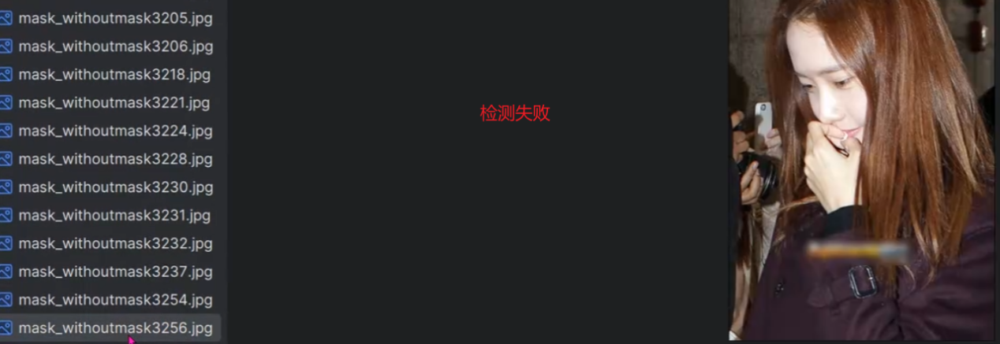 mask_withoutmask3205.jpg
mask_withoutmask3206.jpg
mask_withoutmask3218.jpg
mask_withoutmask3221.jpg
mask_withoutmask3224.jpg
mask_withoutmask3228.jpg
mask_withoutmask3230.jpg
mask_withoutmask3231.jpg
mask_withoutmask3232.jpg
mask_withoutmask3237.jpg
mask_withoutmask3254.jpg
mask_withoutmask3256.jpg
检测失败